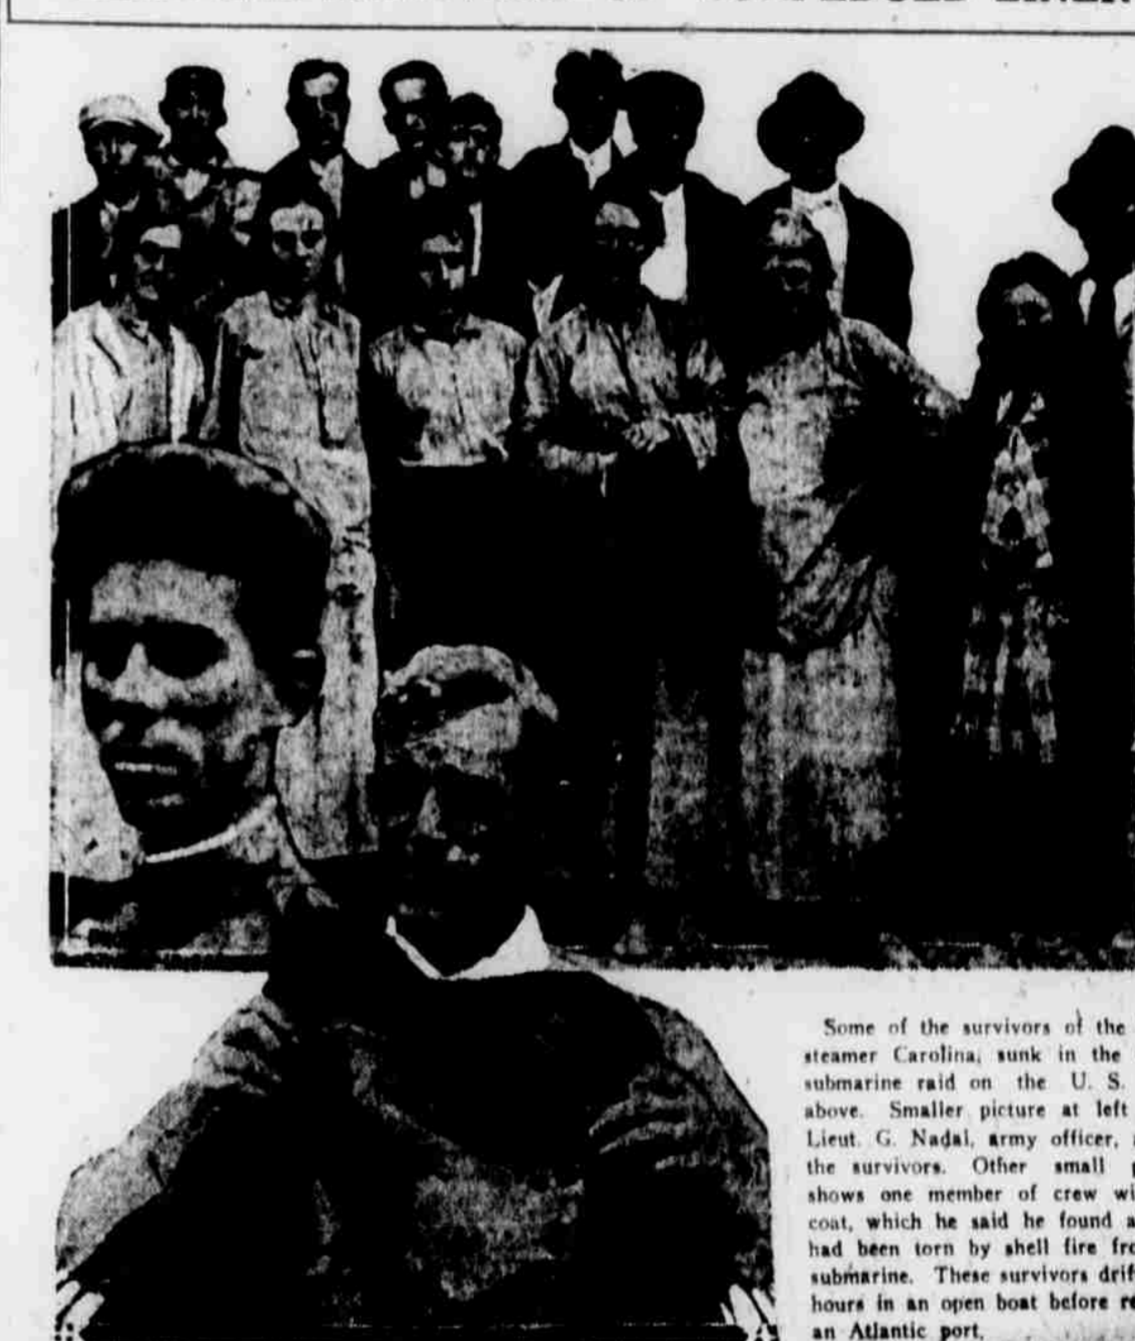 Some of the survivors of the
steamer Carolina, sunk in the
submarine raid on the U. S.
above. Smaller picture at left
Lieut. G. Nadal, army officer,
the survivors. Other small
shows one member of crew
coat, which he said he found
had been torn by shell fire
submarine. These survivors
hours in an open boat before
an Atlantic port.